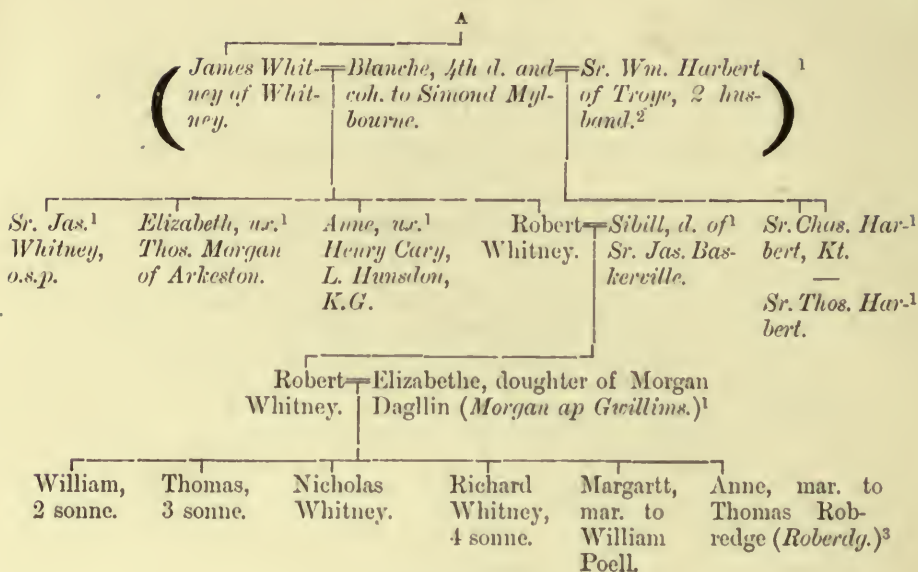 A
James Whit-
ney of Whit-
ney.
Blanche, 4th d. and
coh. to Simond Myl-
bourne.
Sr. Wm. Harbert
of Troye, 2 hus-
band.²
1
Sr. Jas.¹
Whitney,
o.s.p.
Elizabeth, ux.¹
Thos. Morgan
of Arkeston.
Anne, ux.¹
Henry Cary,
L. Hunsdon,
K.G.
Robert
Whitney.
Sibill, d. of¹
Sr. Jas. Bas-
kerville.
Sr. Chas. Har-¹
bert, Kt.
—
Sr. Thos. Har-¹
bert.
Robert
Whitney.
Elizabethe, doughter of Morgan
Dagllin (Morgan ap Gwillims.)¹
William,
2 sonne.
Thomas,
3 sonne.
Nicholas
Whitney.
Richard
Whitney,
4 sonne.
Margartt,
mar. to
William
Poell.
Anne, mar. to
Thomas Rob-
redge (Roberdg.)³